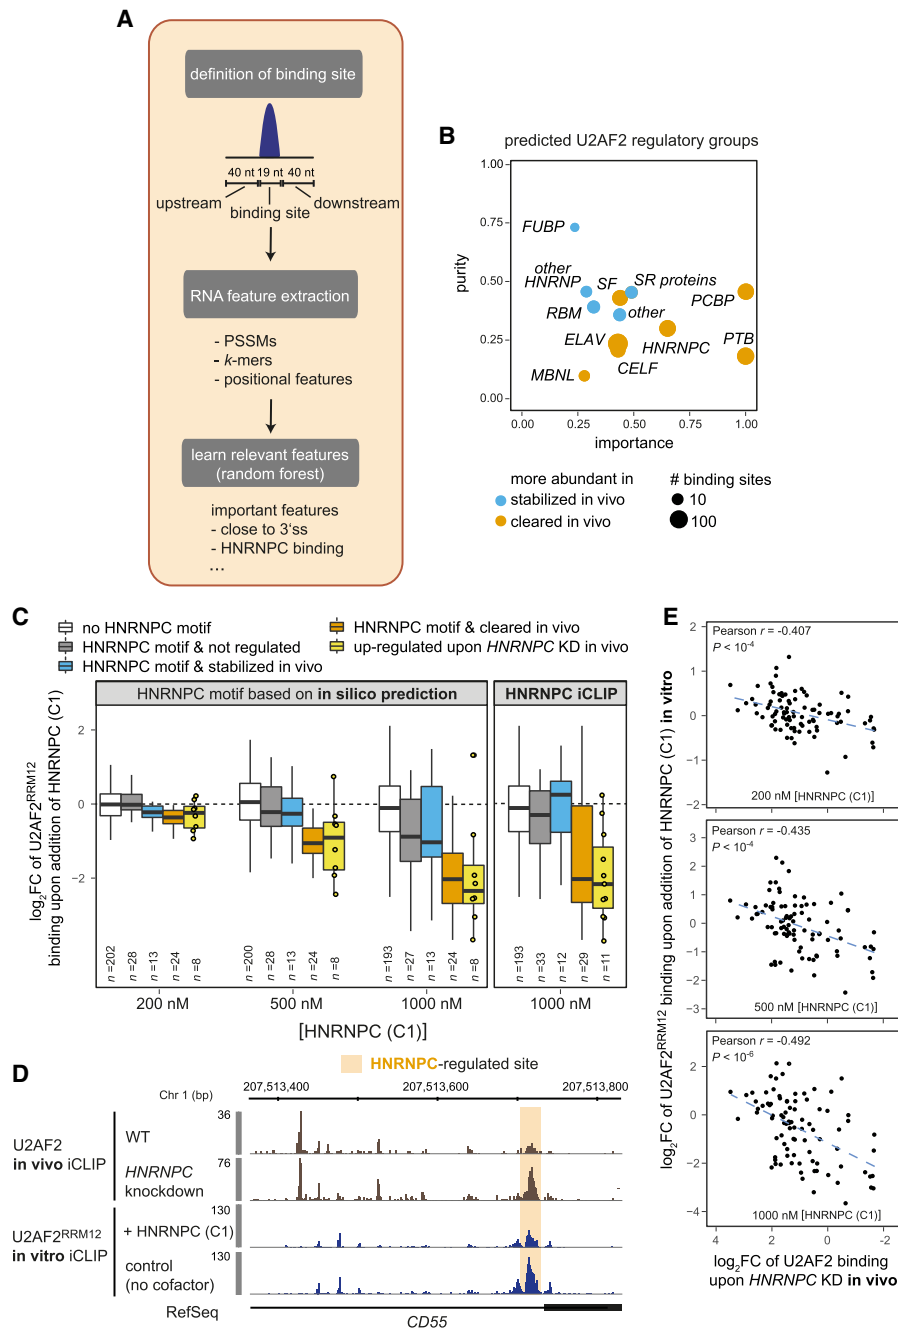 A
definition of binding site
40 nt 19 nt 40 nt
upstream
binding site
downstream
RNA feature extraction
- PSSMs
- k-mers
- positional features
learn relevant features
(random forest)
important features
- close to 3'ss
- HNRNPC binding
...
B
predicted U2AF2 regulatory groups
purity
1.00
0.75
0.50
0.25
0.00
FUBP
other
HNRNP
SF
SR proteins
PCBP
RBM
other
ELAV
HNRNPC
PTB
CELF
MBNL
0.00 0.25 0.50 0.75 1.00
importance
more abundant in
stabilized in vivo
cleared in vivo
# binding sites
10
100
C
no HNRNPC motif
HNRNPC motif & not regulated
HNRNPC motif & stabilized in vivo
HNRNPC motif & cleared in vivo
up-regulated upon HNRNPC KD in vivo
HNRNPC motif based on in silico prediction
HNRNPC iCLIP
log2FC of U2AF2RRM12
binding upon addition of HNRNPC (C1)
2
0
−2
n=202 n=28 n=13 n=24 n=8
n=200 n=28 n=13 n=24 n=8
n=193 n=27 n=13 n=24 n=8
n=193 n=33 n=12 n=29 n=11
200 nM 500 nM 1000 nM 1000 nM
[HNRNPC (C1)]
D
HNRNPC-regulated site
Chr 1 (bp)
207,513,400 207,513,600 207,513,800
U2AF2
in vivo iCLIP
WT
36
HNRNPC
knockdown
76
U2AF2RRM12
in vitro iCLIP
+ HNRNPC (C1)
130
control
(no cofactor)
130
RefSeq
CD55
E
log2FC of U2AF2RRM12 binding upon addition of HNRNPC (C1) in vitro
Pearson r = -0.407
P < 10-4
2
1
0
−1
−2
200 nM [HNRNPC (C1)]
Pearson r = -0.435
P < 10-4
2
1
0
−1
−2
−3
500 nM [HNRNPC (C1)]
Pearson r = -0.492
P < 10-6
2
0
−2
−4
1000 nM [HNRNPC (C1)]
4 2 0 -2
log2FC of U2AF2 binding
upon HNRNPC KD in vivo